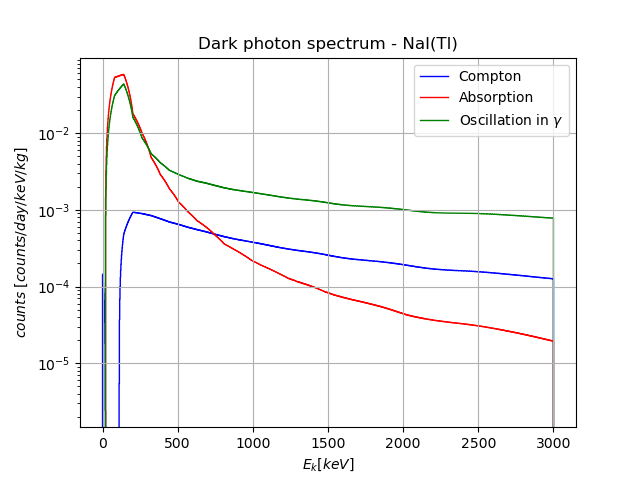 Dark photon spectrum - NaI(Tl)
Compton
Absorption
Oscillation in γ
counts [counts/day/keV/kg]
10⁻²
10⁻³
10⁻⁴
10⁻⁵
0 500 1000 1500 2000 2500 3000
Eₖ[keV]